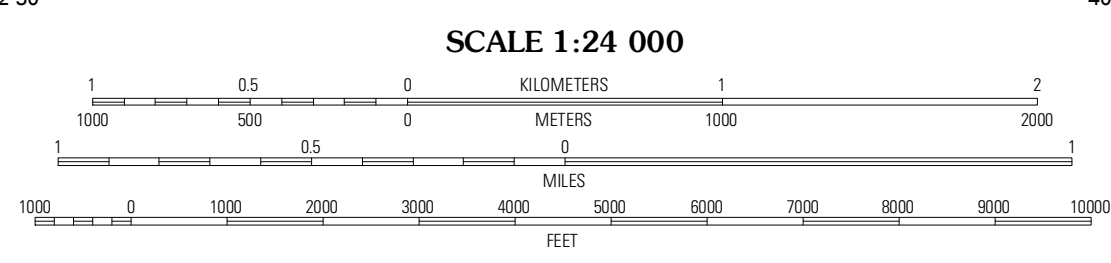 SCALE 1:24 000
1 0.5 0 KILOMETERS 1 2
1000 500 0 METERS 1000 2000
1 0.5 0 1
MILES
1000 0 1000 2000 3000 4000 5000 6000 7000 8000 9000 10000
FEET